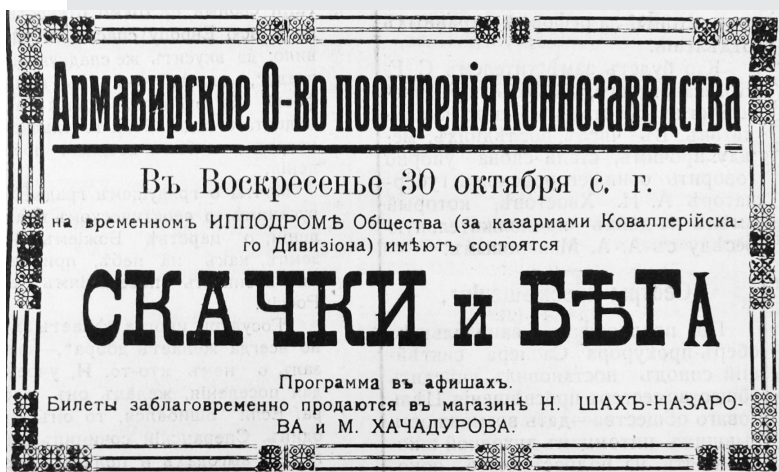 Армавирское О-во поощренія коннозаввдства
Въ Воскресенье 30 октября с. г.
на временномъ ИППОДРОМѢ Общества (за казармами Коваллерійска-
го Дивизіона) имѣютъ состоятся
СКАЧКИ и БѢГА
Программа въ афишахъ.
Билеты заблаговременно продаются въ магазинѣ Н. ШАХЪ-НАЗАРО-
ВА и М. ХАЧАДУРОВА.